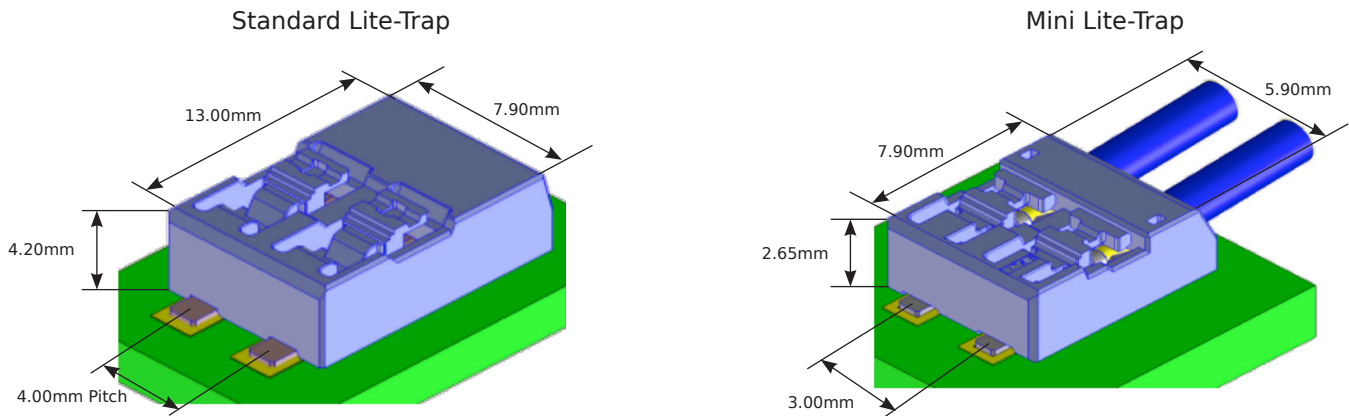 Standard Lite-Trap
Mini Lite-Trap
13.00mm
7.90mm
4.20mm
4.00mm Pitch
5.90mm
7.90mm
2.65mm
3.00mm